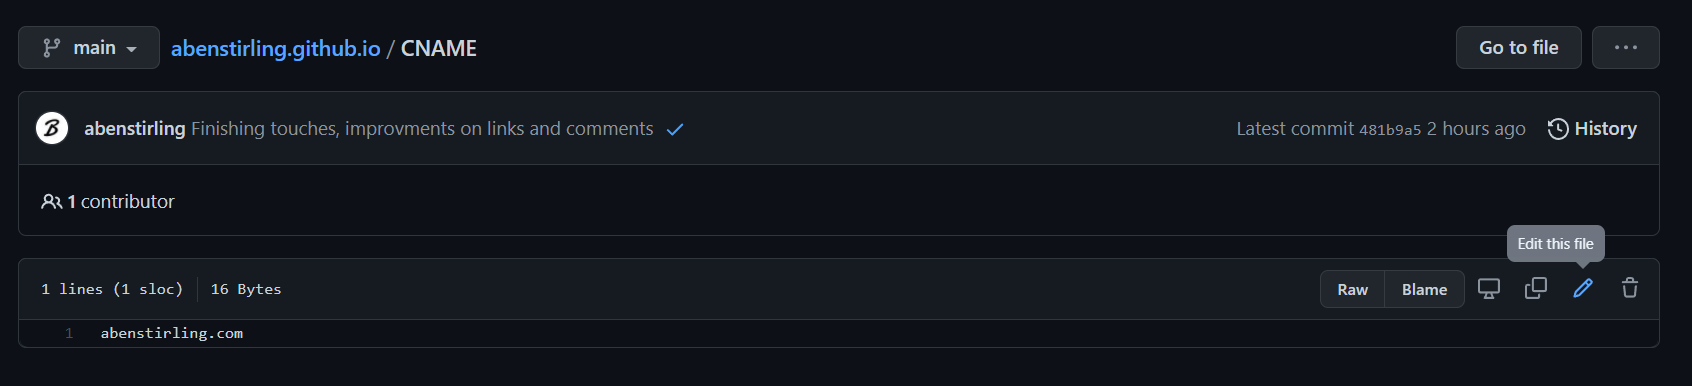 main abenstirling.github.io / CNAME Go to file ...
B abenstirling Finishing touches, improvments on links and comments Latest commit 481b9a5 2 hours ago History
1 contributor
Edit this file
1 lines (1 sloc) 16 Bytes Raw Blame
1 abenstirling.com